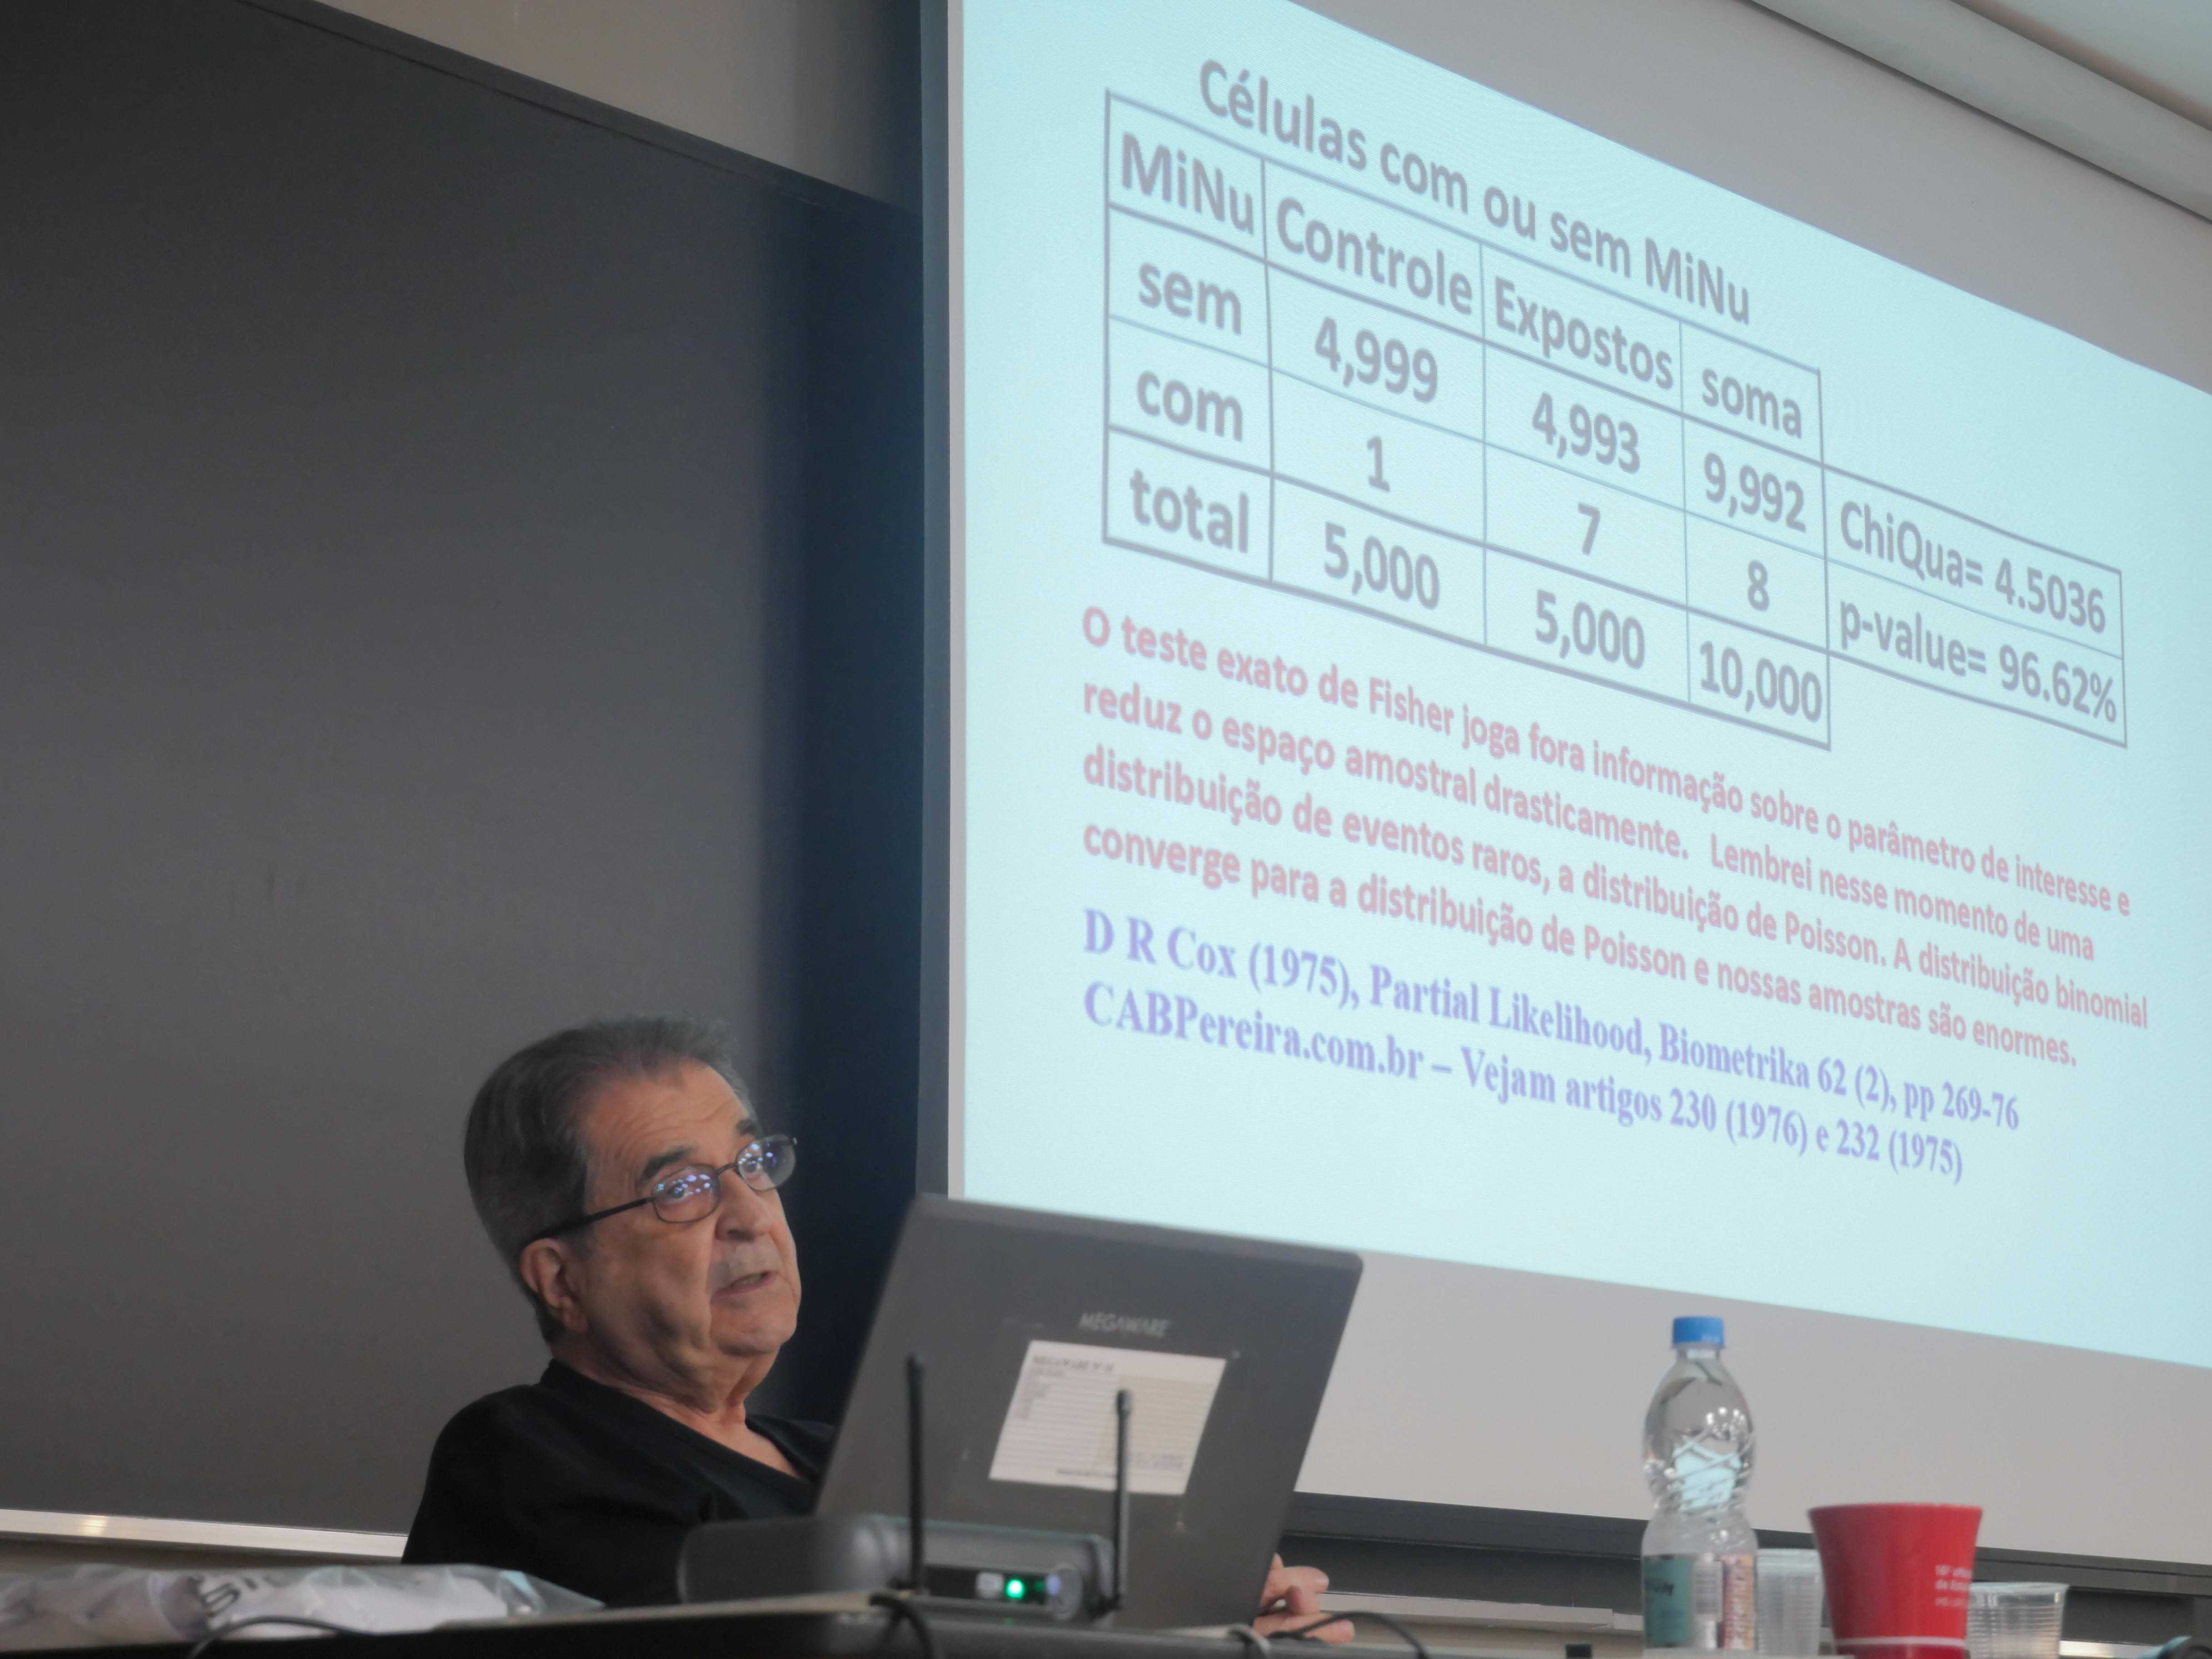 Células com ou sem MiNu
MiNu Controle Expostos soma
sem 4,999 4,993 9,992 ChiQua= 4.5036
com 1 7 8 p-value= 96.62%
total 5,000 5,000 10,000
O teste exato de Fisher joga fora informação sobre o parâmetro de interesse e
reduz o espaço amostral drasticamente. Lembrei nesse momento de uma
distribuição de eventos raros, a distribuição de Poisson. A distribuição binomial
converge para a distribuição de Poisson e nossas amostras são enormes.
D R Cox (1975), Partial Likelihood, Biometrika 62 (2), pp 269-76
CABPereira.com.br – Vejam artigos 230 (1976) e 232 (1975)
MEGAWARE